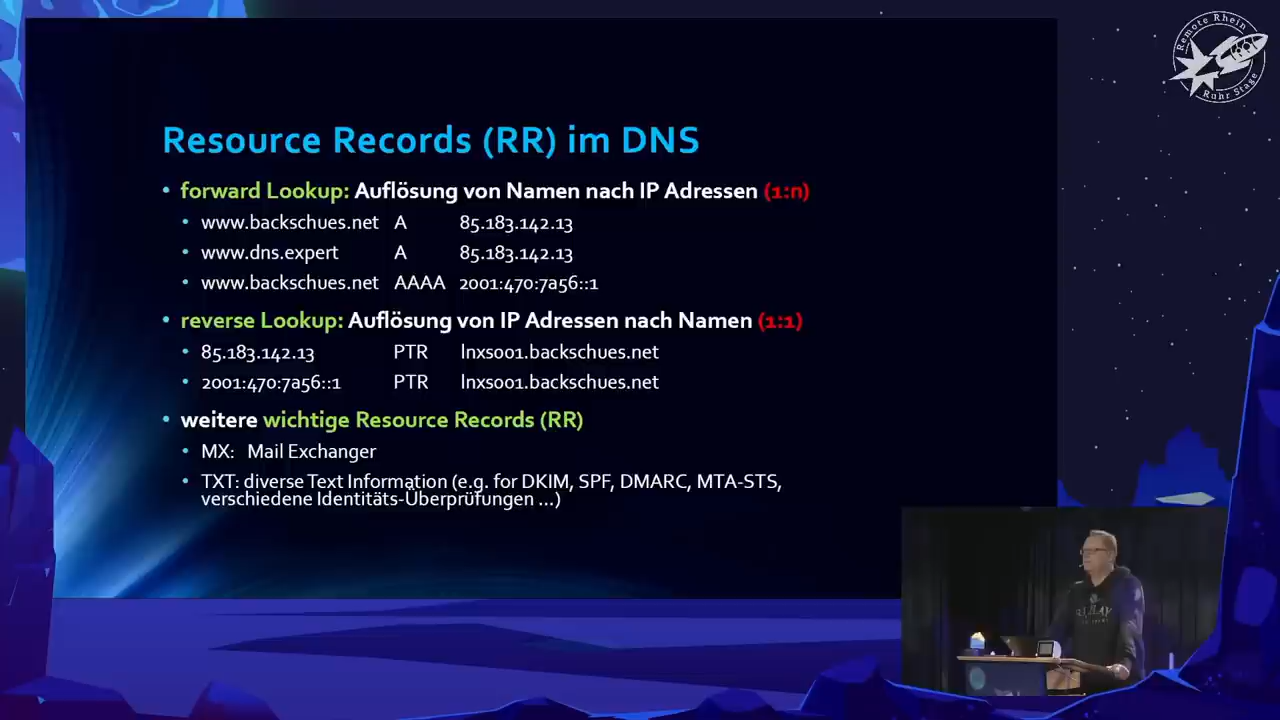 Remote Rhein
Ruhr Stage
Resource Records (RR) im DNS
• forward Lookup: Auflösung von Namen nach IP Adressen (1:n)
• www.backschues.net A 85.183.142.13
• www.dns.expert A 85.183.142.13
• www.backschues.net AAAA 2001:470:7a56::1
• reverse Lookup: Auflösung von IP Adressen nach Namen (1:1)
• 85.183.142.13 PTR lnxs001.backschues.net
• 2001:470:7a56::1 PTR lnxs001.backschues.net
• weitere wichtige Resource Records (RR)
• MX: Mail Exchanger
• TXT: diverse Text Information (e.g. for DKIM, SPF, DMARC, MTA-STS,
verschiedene Identitäts-Überprüfungen ...)